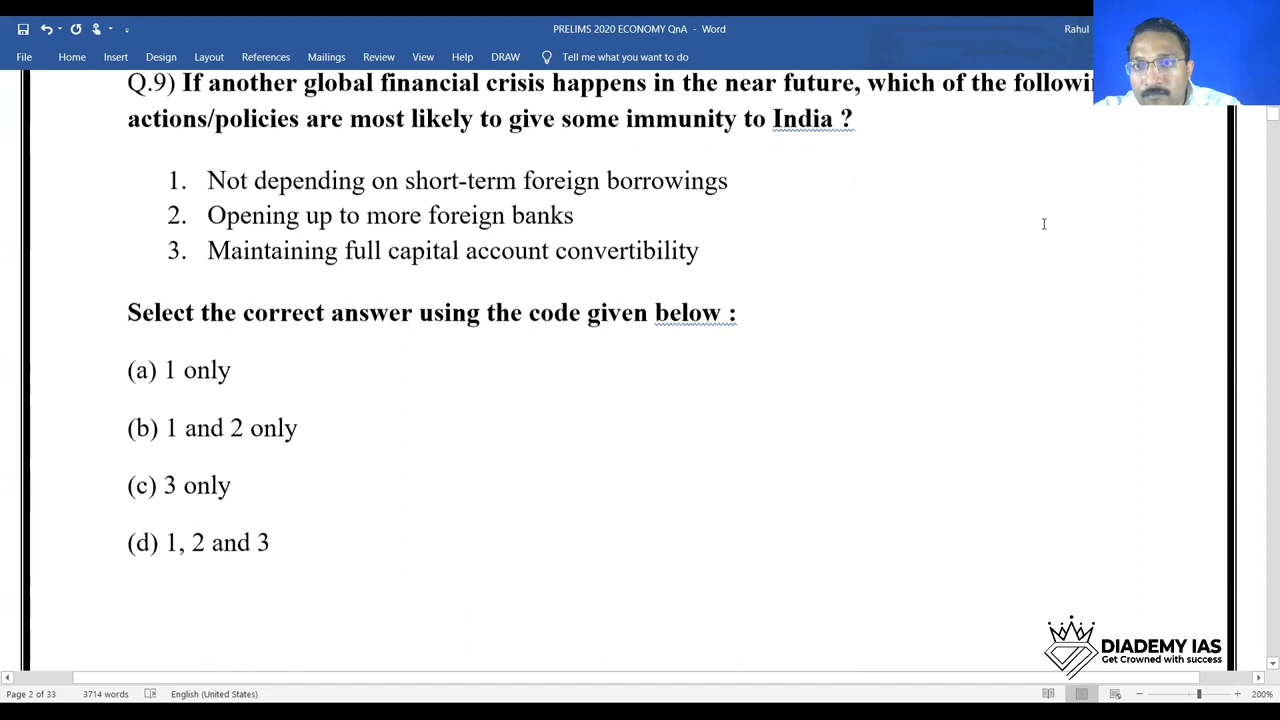 PRELIMS 2020 ECONOMY QnA - Word
Rahul
File Home Insert Design Layout References Mailings Review View Help DRAW Tell me what you want to do
Q.9) If another global financial crisis happens in the near future, which of the
actions/policies are most likely to give some immunity to India ?
1. Not depending on short-term foreign borrowings
2. Opening up to more foreign banks
3. Maintaining full capital account convertibility
Select the correct answer using the code given below :
(a) 1 only
(b) 1 and 2 only
(c) 3 only
(d) 1, 2 and 3
DIADEMY IAS
Get Crowned with success
Page 2 of 33 3714 words English (United States) 200%